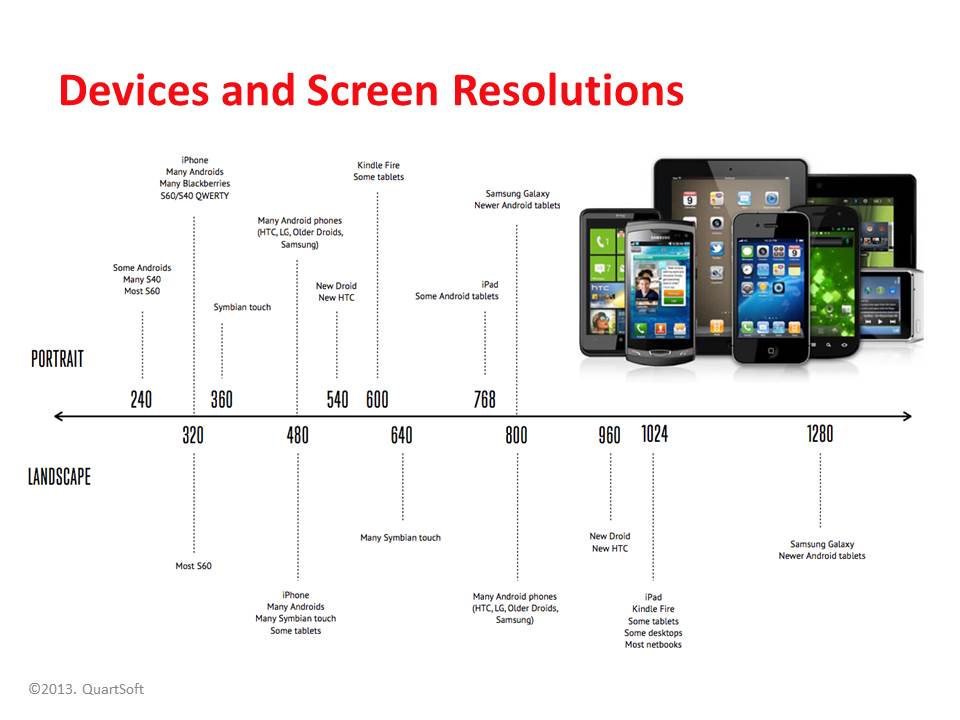 Devices and Screen Resolutions
iPhone
Many Androids
Many Blackberries
S60/S40 QWERTY
Kindle Fire
Some tablets
Samsung Galaxy
Newer Android tablets
Many Android phones
(HTC, LG, Older Droids,
Samsung)
Some Androids
Many S40
Most S60
Symbian touch
New Droid
New HTC
iPad
Some Android tablets
PORTRAIT
240
360
540
600
768
320
480
640
800
960
1024
1280
LANDSCAPE
Most S60
iPhone
Many Androids
Many Symbian touch
Some tablets
Many Symbian touch
Many Android phones
(HTC, LG, Older Droids,
Samsung)
New Droid
New HTC
iPad
Kindle Fire
Some tablets
Some desktops
Most netbooks
Samsung Galaxy
Newer Android tablets
SAMSUNG
hTC
©2013. QuartSoft